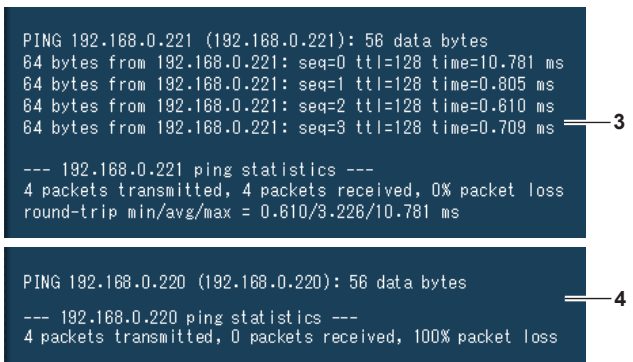 PING 192.168.0.221 (192.168.0.221): 56 data bytes
64 bytes from 192.168.0.221: seq=0 ttl=128 time=10.781 ms
64 bytes from 192.168.0.221: seq=1 ttl=128 time=0.805 ms
64 bytes from 192.168.0.221: seq=2 ttl=128 time=0.610 ms
64 bytes from 192.168.0.221: seq=3 ttl=128 time=0.709 ms
3
--- 192.168.0.221 ping statistics ---
4 packets transmitted, 4 packets received, 0% packet loss
round-trip min/avg/max = 0.610/3.226/10.781 ms
PING 192.168.0.220 (192.168.0.220): 56 data bytes
4
--- 192.168.0.220 ping statistics ---
4 packets transmitted, 0 packets received, 100% packet loss